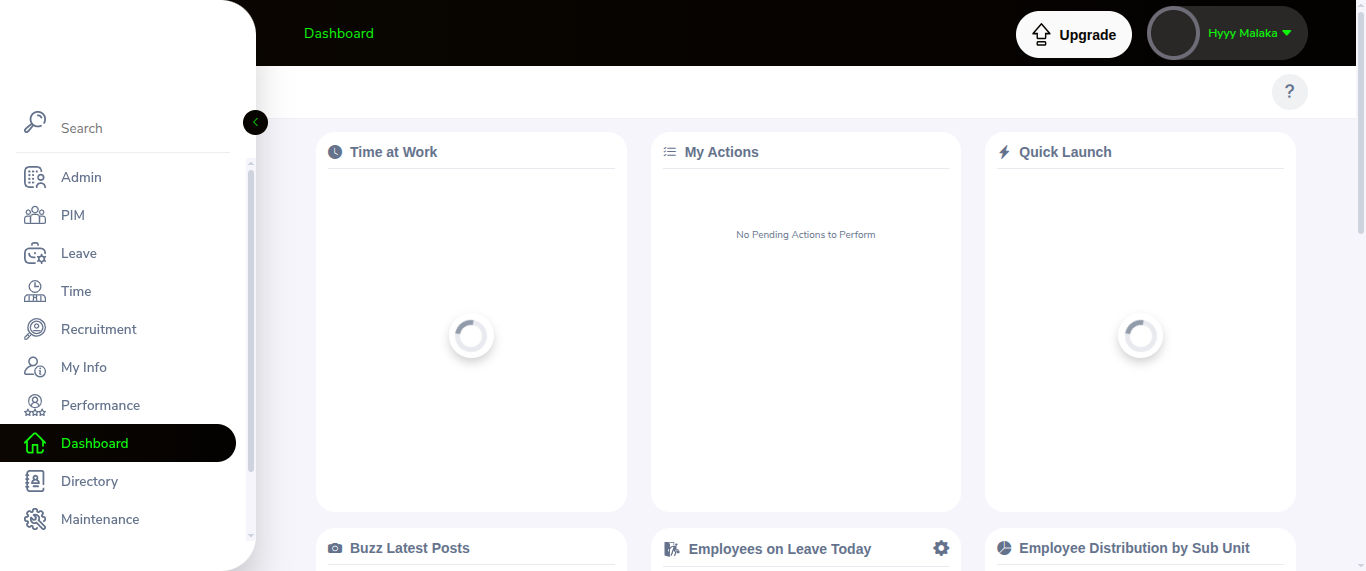 Dashboard
Upgrade
Hyyy Malaka
?
Search
Admin
PIM
Leave
Time
Recruitment
My Info
Performance
Dashboard
Directory
Maintenance
Time at Work
My Actions
No Pending Actions to Perform
Quick Launch
Buzz Latest Posts
Employees on Leave Today
Employee Distribution by Sub Unit